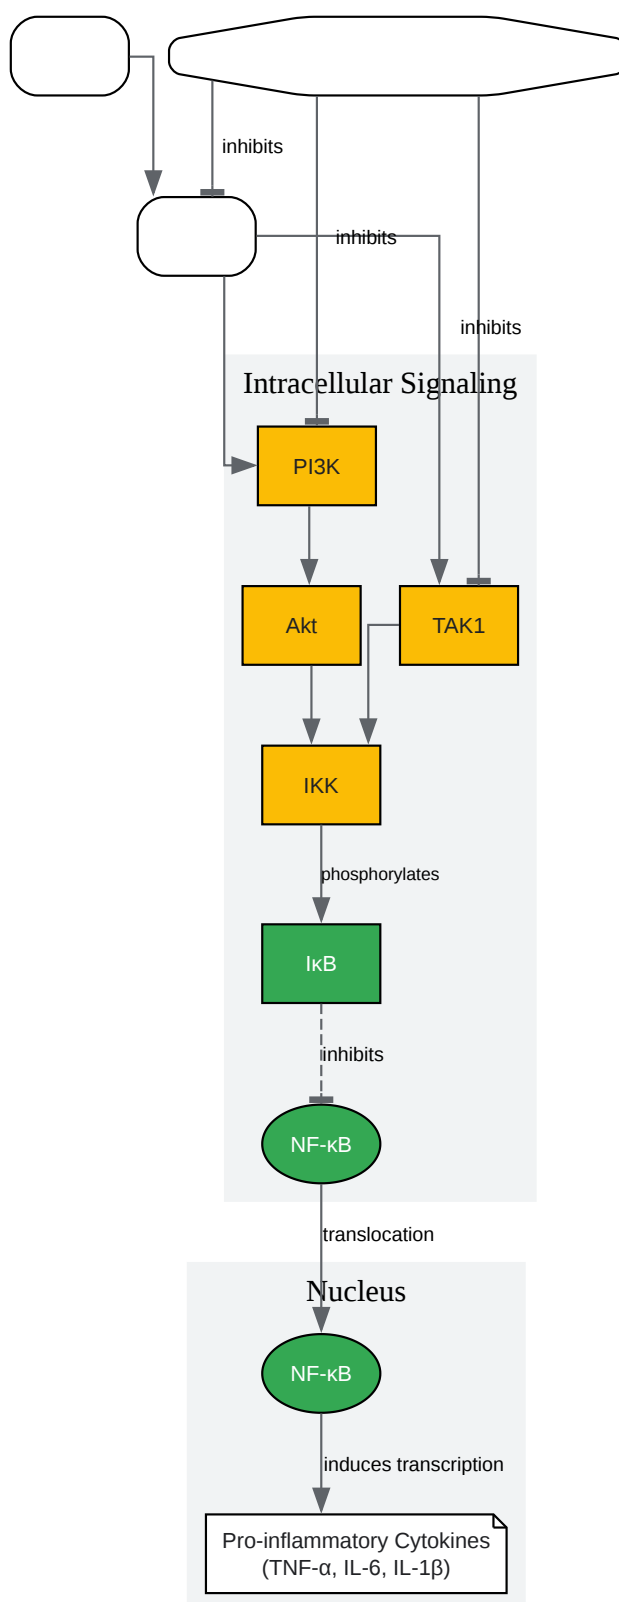 inhibits
inhibits
inhibits
Intracellular Signaling
PI3K
Akt
TAK1
IKK
phosphorylates
IκB
inhibits
NF-κB
translocation
Nucleus
NF-κB
induces transcription
Pro-inflammatory Cytokines
(TNF-α, IL-6, IL-1β)